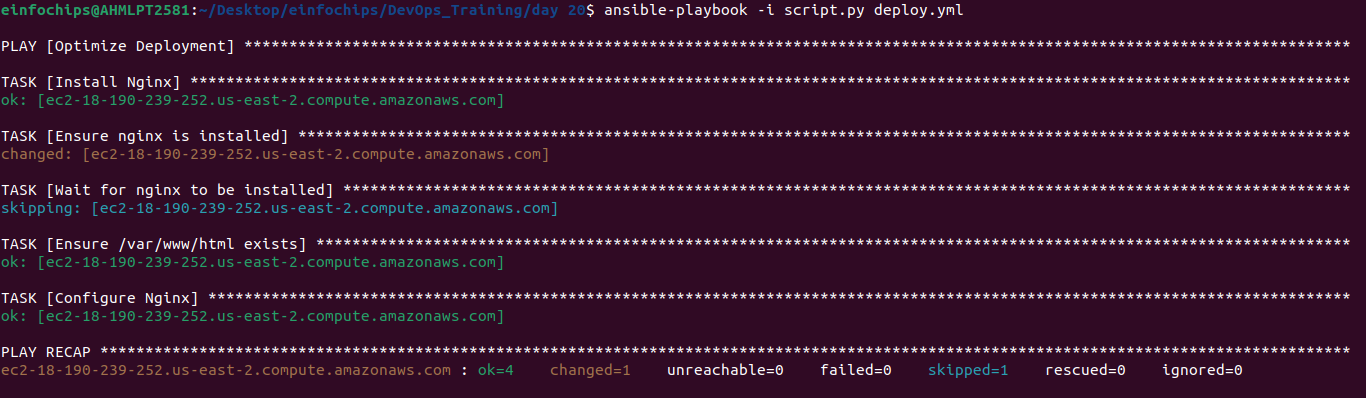 einfochips@AHMLPT2581:~/Desktop/einfochips/DevOps_Training/day 20$ ansible-playbook -i script.py deploy.yml
PLAY [Optimize Deployment] ***************************************************************************************************************************
TASK [Install Nginx] *********************************************************************************************************************************
ok: [ec2-18-190-239-252.us-east-2.compute.amazonaws.com]
TASK [Ensure nginx is installed] *********************************************************************************************************************
changed: [ec2-18-190-239-252.us-east-2.compute.amazonaws.com]
TASK [Wait for nginx to be installed] ****************************************************************************************************************
skipping: [ec2-18-190-239-252.us-east-2.compute.amazonaws.com]
TASK [Ensure /var/www/html exists] *******************************************************************************************************************
ok: [ec2-18-190-239-252.us-east-2.compute.amazonaws.com]
TASK [Configure Nginx] *******************************************************************************************************************************
ok: [ec2-18-190-239-252.us-east-2.compute.amazonaws.com]
PLAY RECAP *******************************************************************************************************************************************
ec2-18-190-239-252.us-east-2.compute.amazonaws.com : ok=4    changed=1    unreachable=0    failed=0    skipped=1    rescued=0    ignored=0